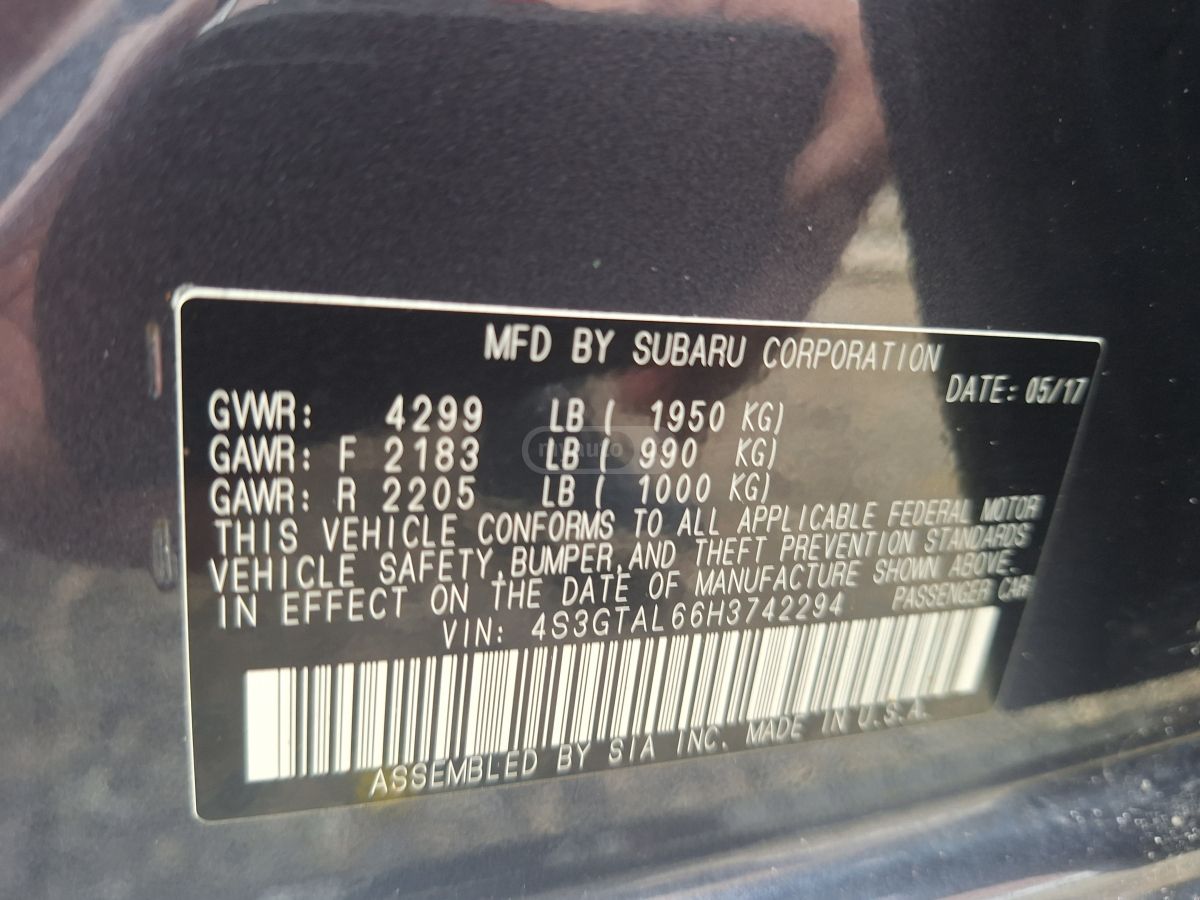 MFD BY SUBARU CORPORATION
DATE: 05/17
GVWR: 4299 LB ( 1950 KG)
GAWR: F 2183 LB ( 990 KG)
GAWR: R 2205 LB ( 1000 KG)
THIS VEHICLE CONFORMS TO ALL APPLICABLE FEDERAL MOTOR
VEHICLE SAFETY,BUMPER,AND THEFT PREVENTION STANDARDS
IN EFFECT ON THE DATE OF MANUFACTURE SHOWN ABOVE.
VIN: 4S3GTAL66H3742294 PASSENGER CAR
ASSEMBLED BY SIA INC. MADE IN U.S.A.
myauto